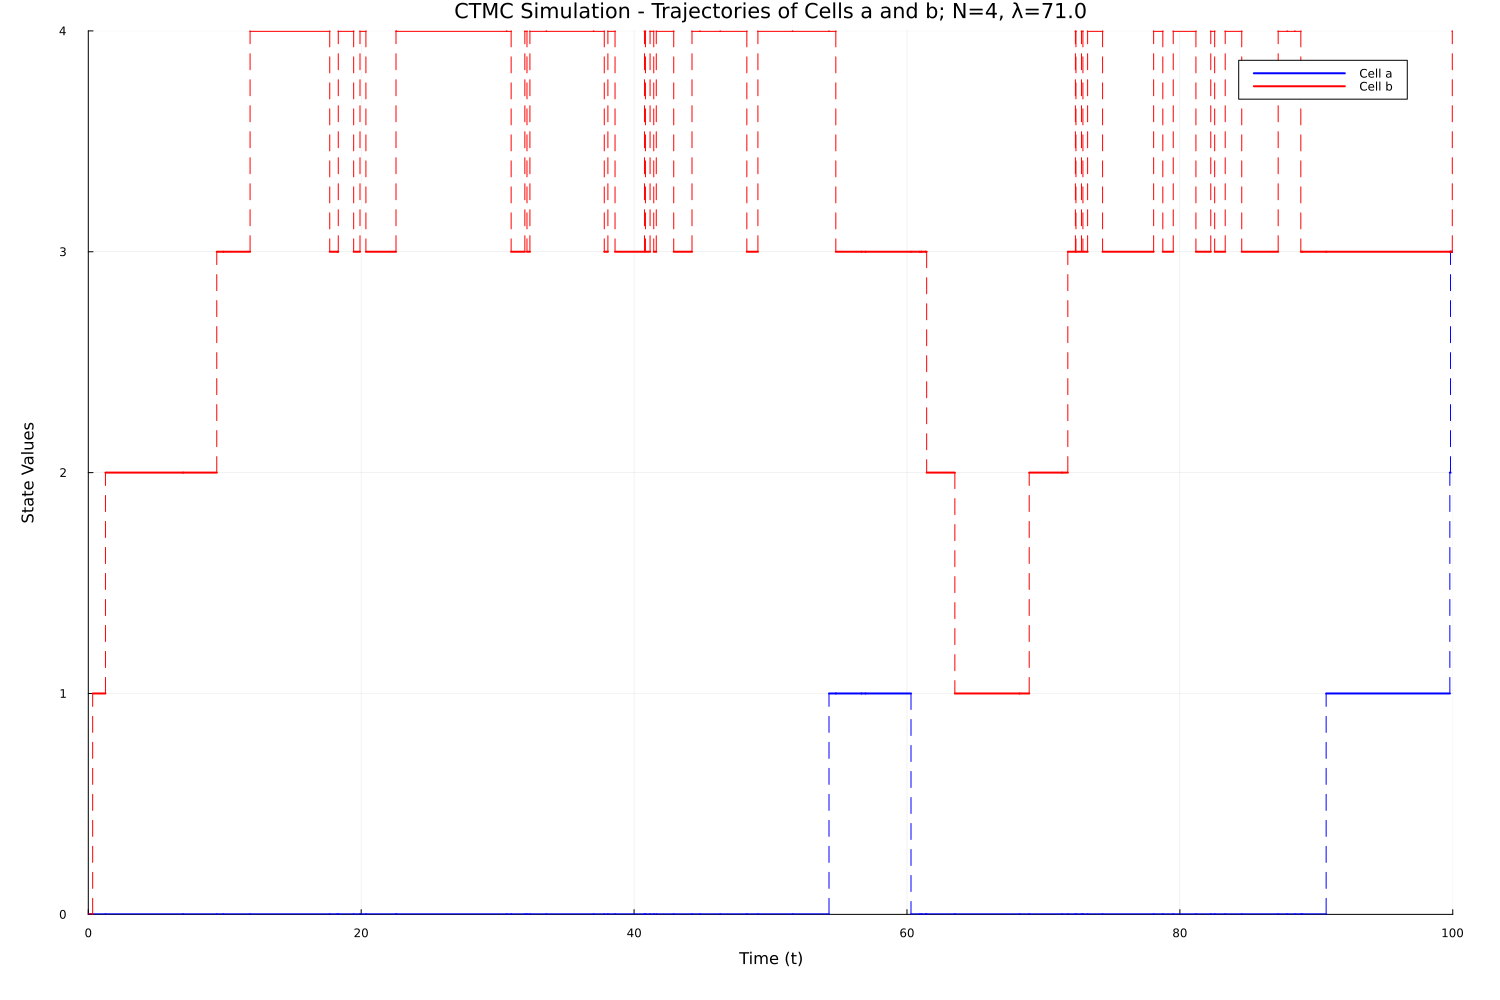 CTMC Simulation - Trajectories of Cells a and b; N=4, λ=71.0
4
Cell a
Cell b
3
State Values
2
1
0
0 20 40 60 80 100
Time (t)